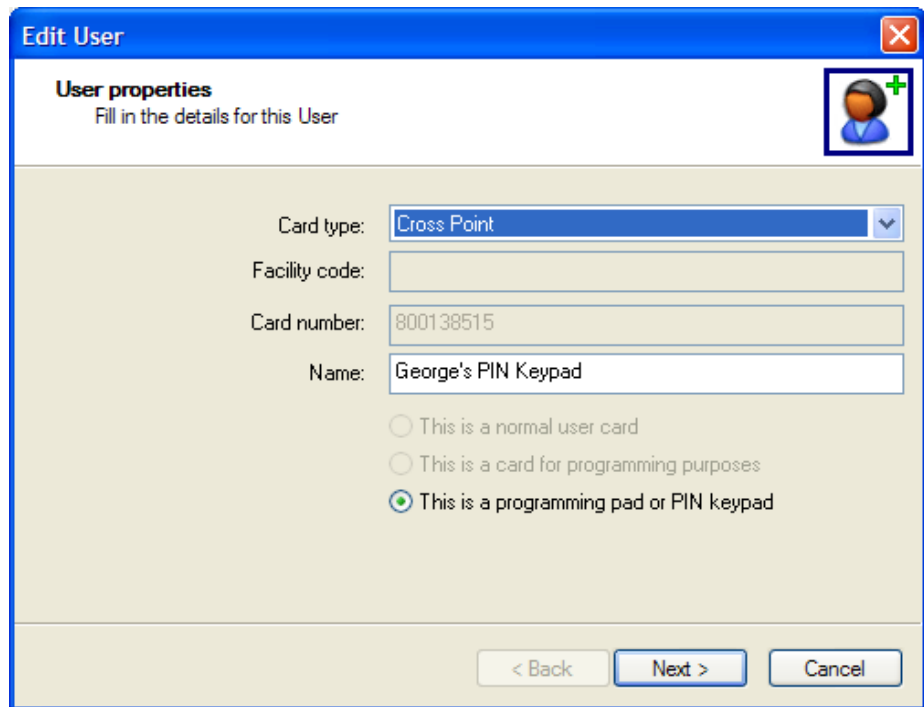 Edit User
User properties
Fill in the details for this User
Card type: Cross Point
Facility code:
Card number: 800138515
Name: George's PIN Keypad
This is a normal user card
This is a card for programming purposes
This is a programming pad or PIN keypad
< Back Next > Cancel